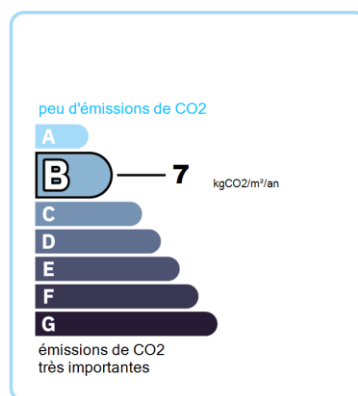 peu d'émissions de CO2
A
B 7 kgCO2/m²/an
C
D
E
F
G
émissions de CO2
très importantes